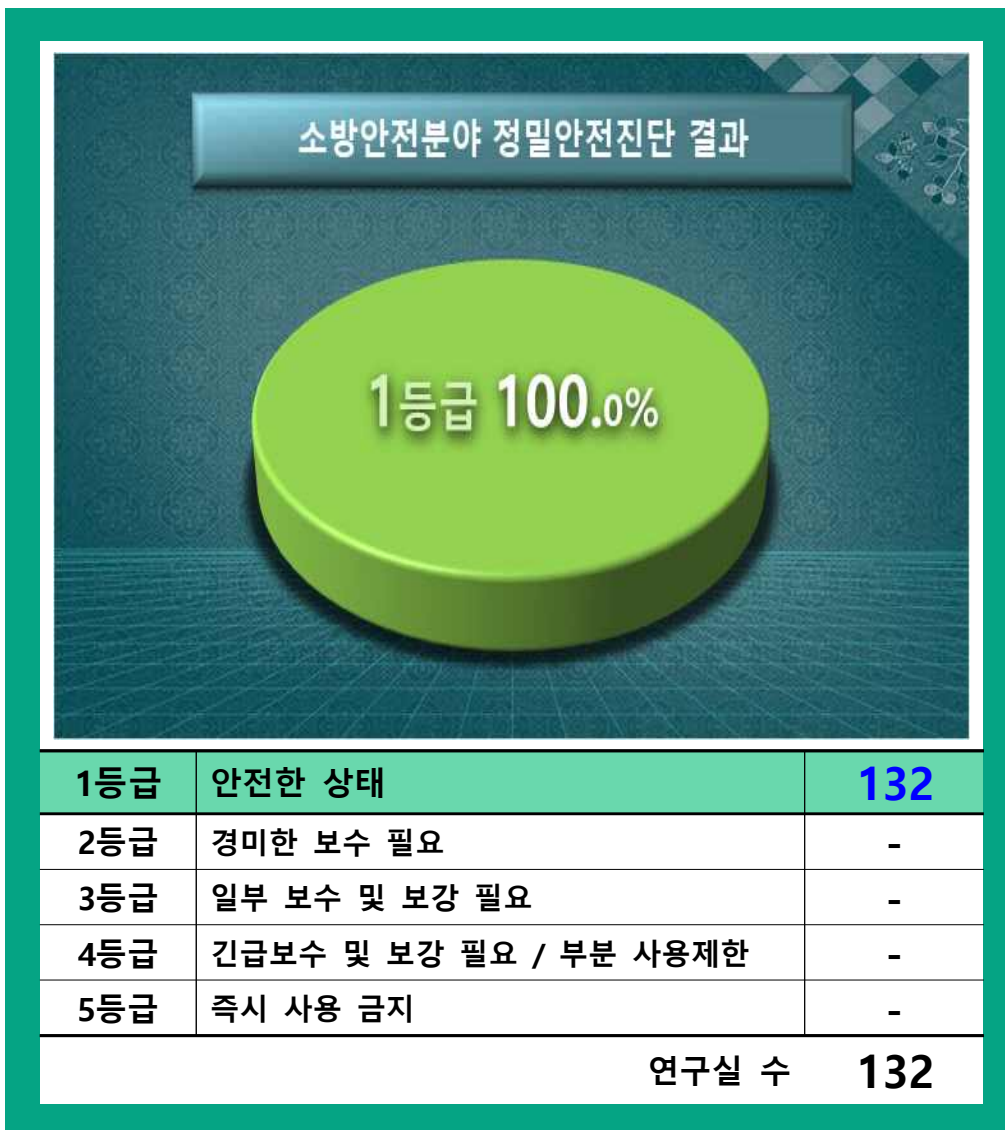 소방안전분야 정밀안전진단 결과
1등급 100.0%
1등급 안전한 상태 132
2등급 경미한 보수 필요 -
3등급 일부 보수 및 보강 필요 -
4등급 긴급보수 및 보강 필요 / 부분 사용제한 -
5등급 즉시 사용 금지 -
연구실 수 132